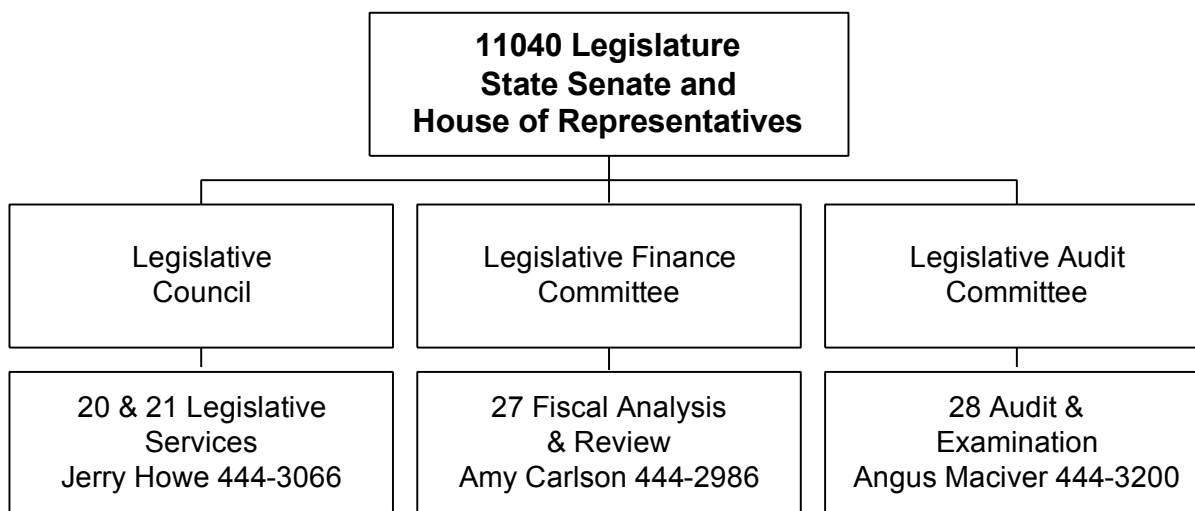 11040 Legislature
State Senate and
House of Representatives
Legislative
Council
Legislative Finance
Committee
Legislative Audit
Committee
20 & 21 Legislative
Services
Jerry Howe 444-3066
27 Fiscal Analysis
& Review
Amy Carlson 444-2986
28 Audit &
Examination
Angus Maciver 444-3200